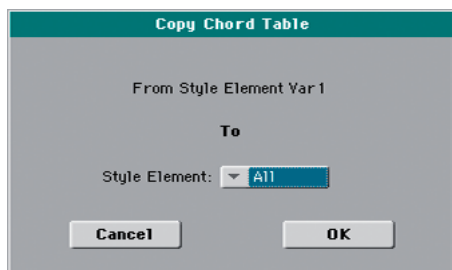 Copy Chord Table
From Style Element Var1
To
Style Element: All
Cancel OK